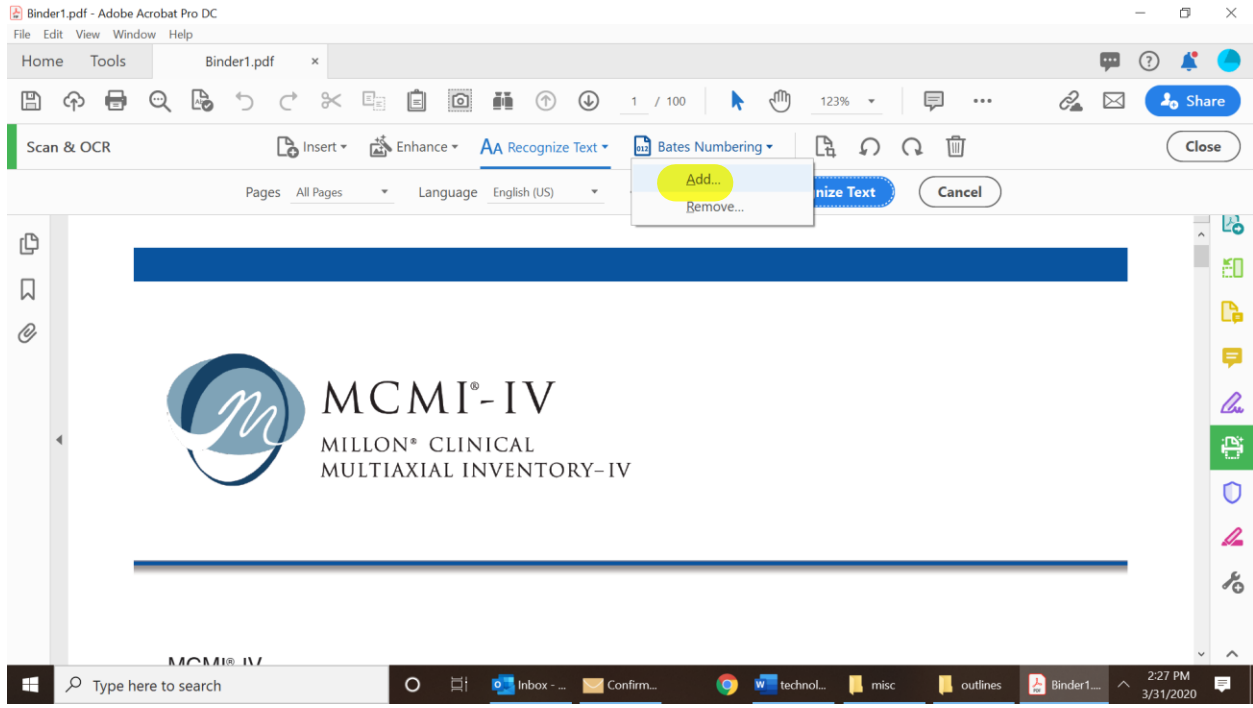 Binder1.pdf - Adobe Acrobat Pro DC
File Edit View Window Help
Home Tools Binder1.pdf ×
1 / 100 123% Share
Scan & OCR Insert Enhance AA Recognize Text Bates Numbering Close
Pages All Pages Language English (US) Add... nize Text Cancel
Remove...
MCMI®-IV
MILLON® CLINICAL
MULTIAXIAL INVENTORY–IV
MCMI® IV
Type here to search Inbox - ... Confirm... technol... misc outlines Binder1.... 2:27 PM
3/31/2020